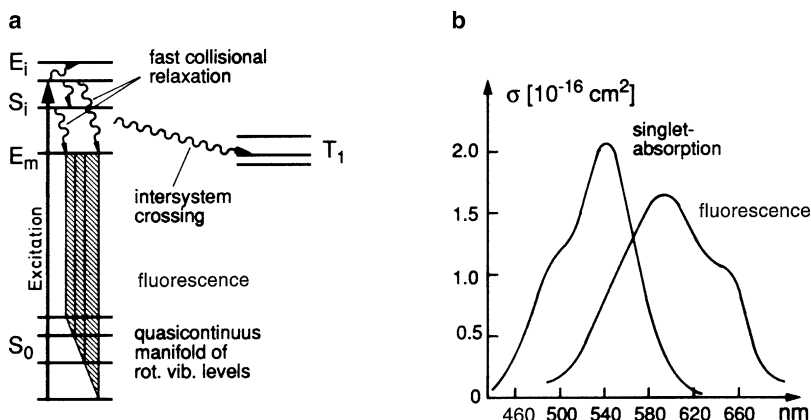 a
E_i
S_i
E_m
S_0
Excitation
fast collisional
relaxation
intersystem
crossing
T_1
fluorescence
quasicontinuus
manifold of
rot. vib. levels
b
σ [10^-16 cm^2]
2.0
1.5
1.0
0.5
0
singlet-
absorption
fluorescence
460 500 540 580 620 660 nm